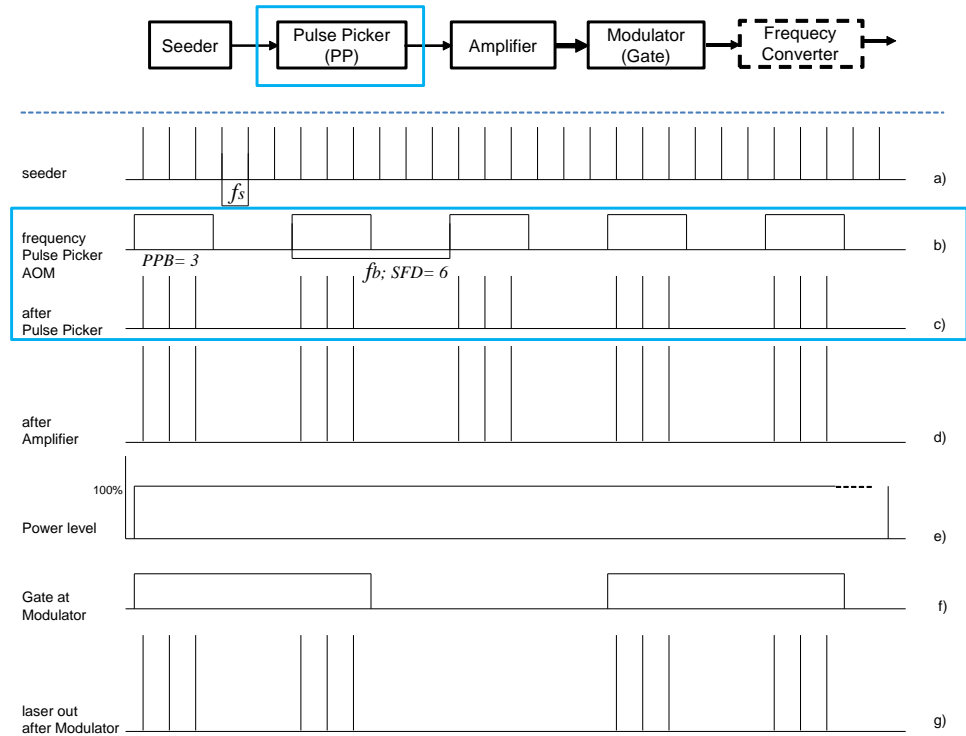 Seeder
Pulse Picker
(PP)
Amplifier
Modulator
(Gate)
Frequecy
Converter
seeder
fs
a)
frequency
Pulse Picker
AOM
PPB= 3
fb; SFD= 6
b)
after
Pulse Picker
c)
after
Amplifier
d)
100%
Power level
e)
Gate at
Modulator
f)
laser out
after Modulator
g)